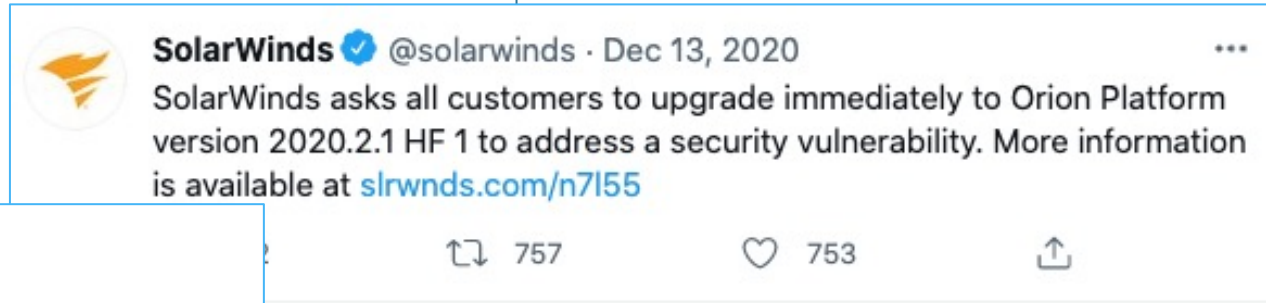 SolarWinds @solarwinds · Dec 13, 2020
SolarWinds asks all customers to upgrade immediately to Orion Platform
version 2020.2.1 HF 1 to address a security vulnerability. More information
is available at slrwnds.com/n7l55
757 753